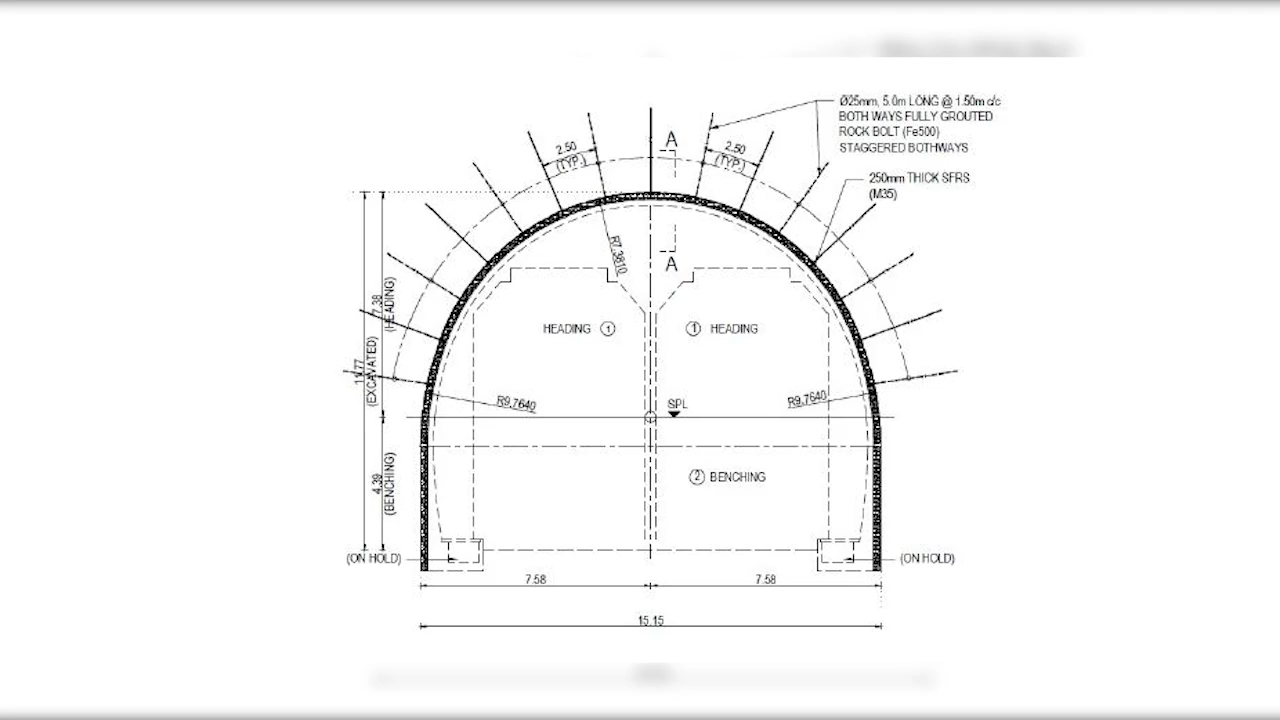 Ø25mm, 5.0m LONG @ 1.50m c/c
BOTH WAYS FULLY GROUTED
ROCK BOLT (Fe500)
STAGGERED BOTHWAYS
250mm THICK SFRS
(M35)
2.50
(TYP.)
A
2.50
(TYP.)
R7.3810
A
7.38
(HEADING)
HEADING 1
1 HEADING
11.77
(EXCAVATED)
R9.7640
SPL
R9.7640
4.39
(BENCHING)
2 BENCHING
(ON HOLD)
(ON HOLD)
7.58
7.58
15.15